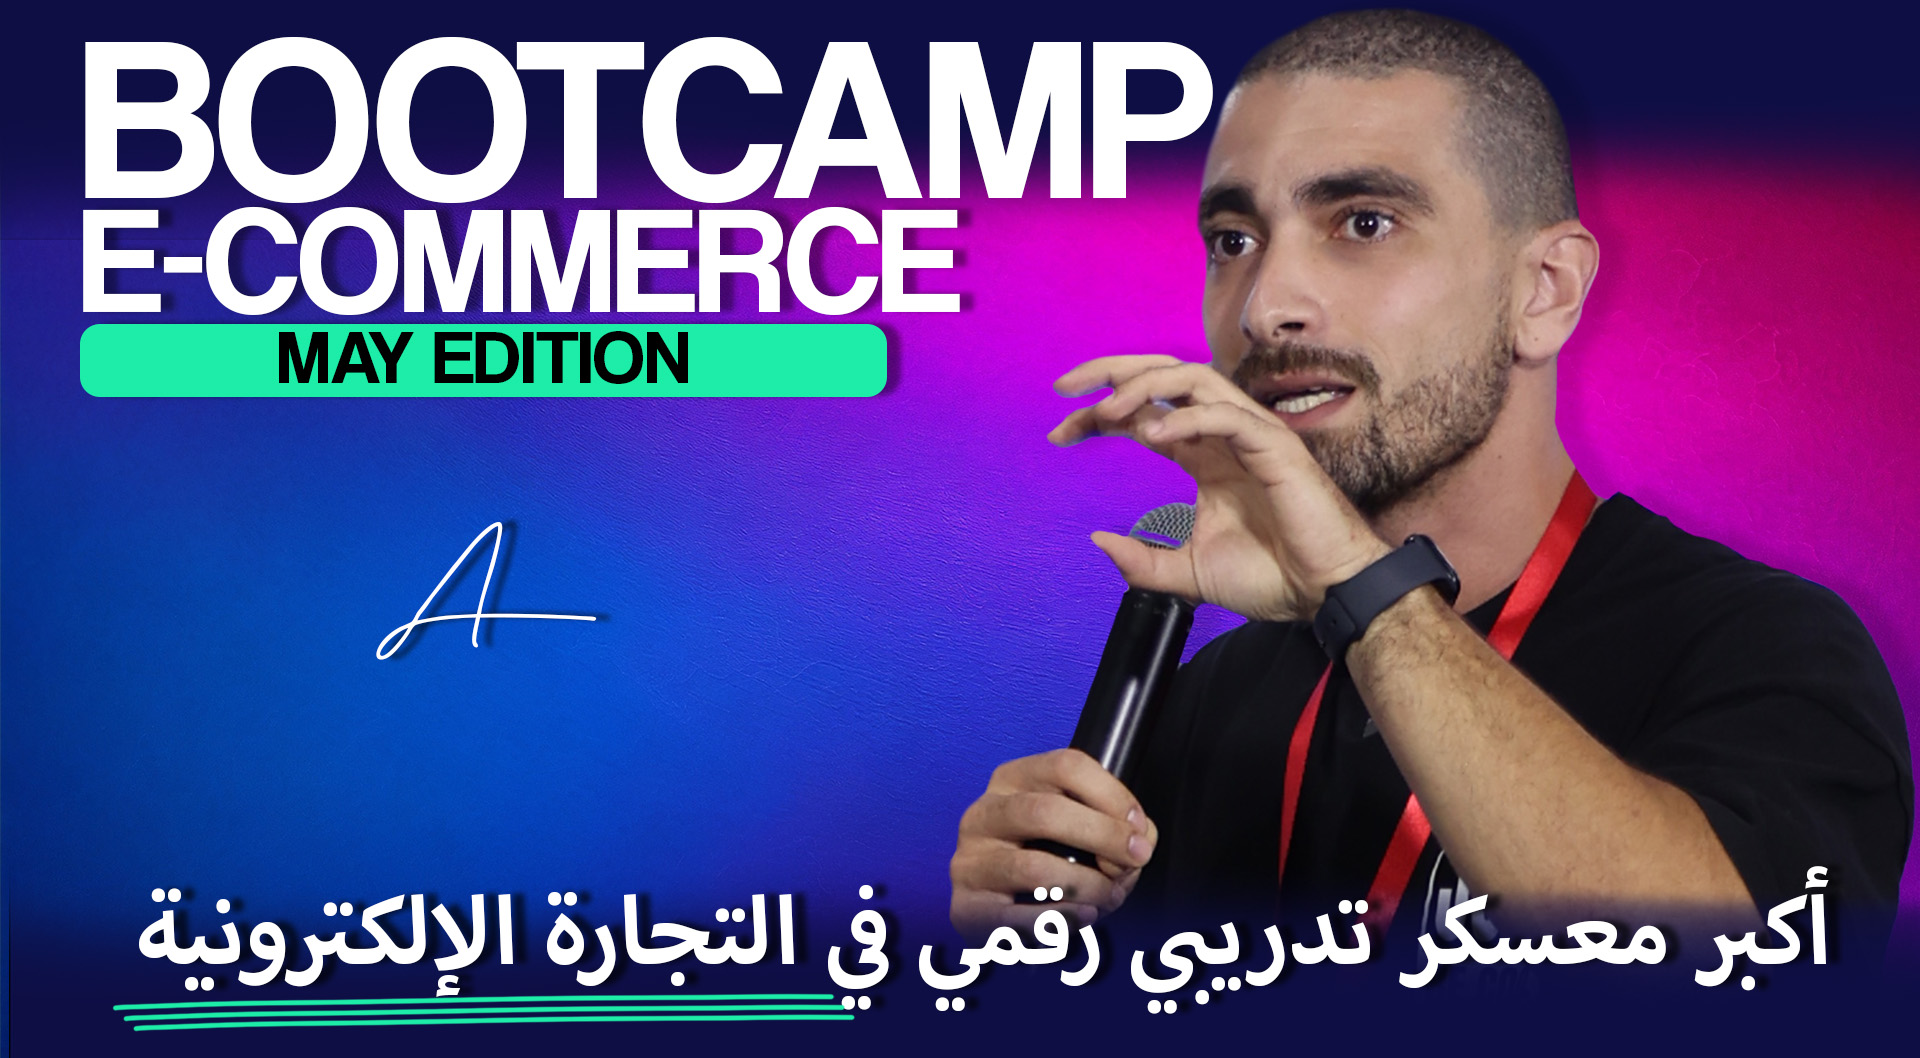 BOOTCAMP
E-COMMERCE
MAY EDITION
A
أكبر معسكر تدريبي رقمي في التجارة الإلكترونية